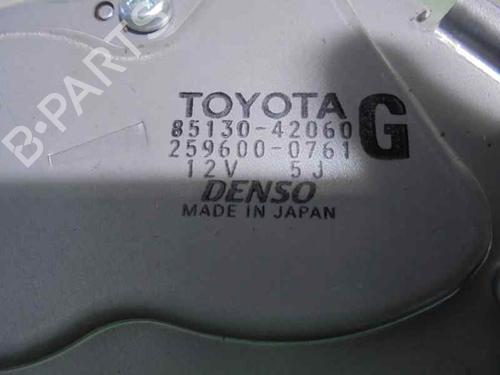 B-PARTS
TOYOTA
85130-42060 G
259600-0761
12V 5J
DENSO
MADE IN JAPAN